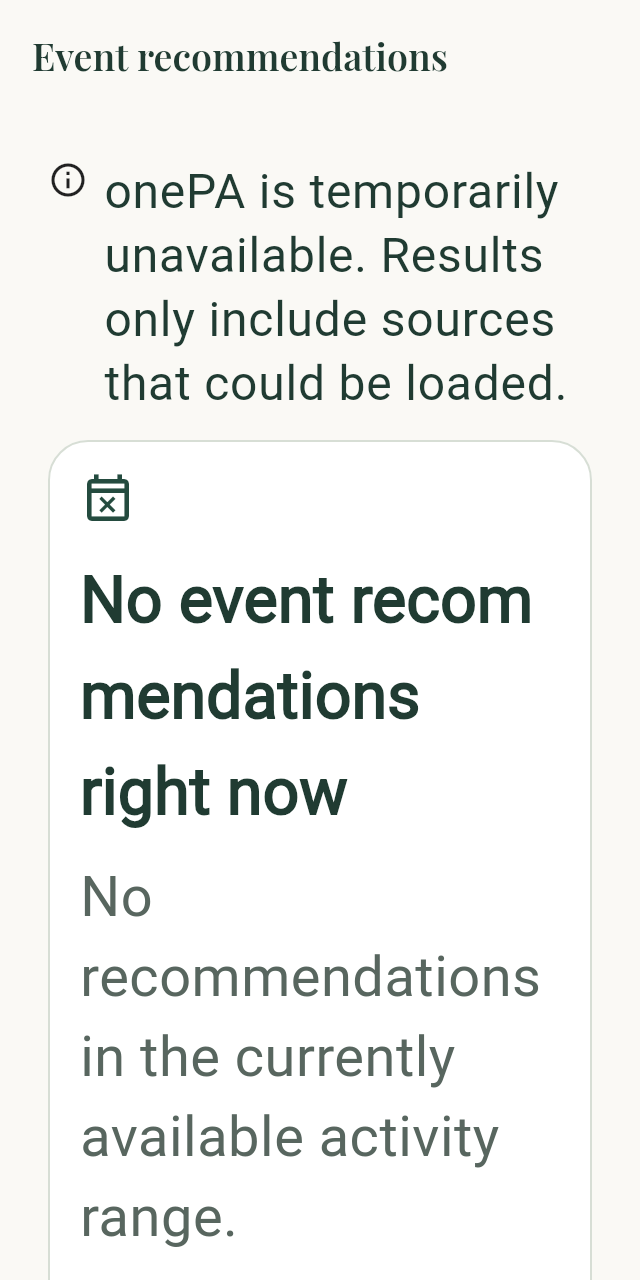 Event recommendations
onePA is temporarily
unavailable. Results
only include sources
that could be loaded.
No event recom
mendations
right now
No
recommendations
in the currently
available activity
range.